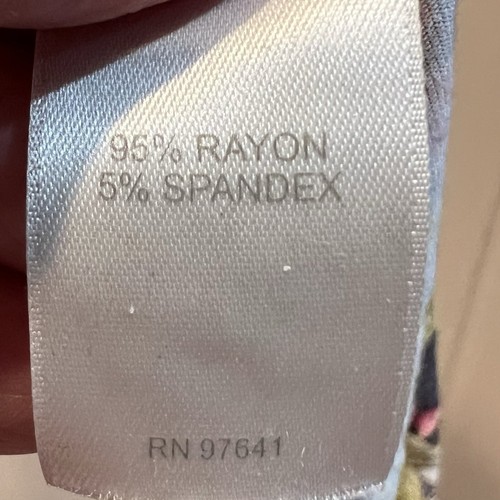 95% RAYON
5% SPANDEX
RN 97641